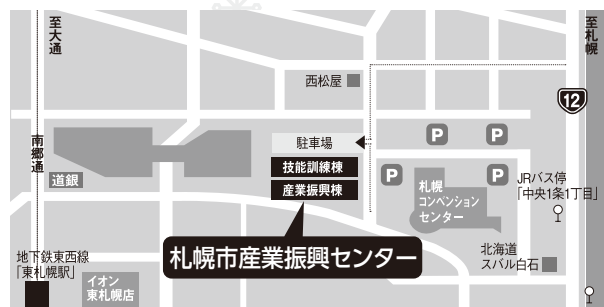 至大通
至札幌
西松屋
12
南郷通
駐車場
P
P
技能訓練棟
道銀
産業振興棟
P
P
札幌
コンベンション
センター
JRバス停
「中央1条1丁目」
札幌市産業振興センター
地下鉄東西線
「東札幌駅」
イオン
東札幌店
北海道
スバル白石